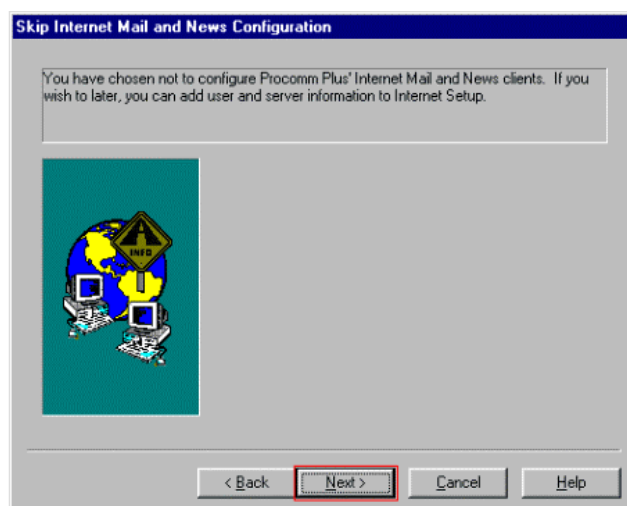 Skip Internet Mail and News Configuration
You have chosen not to configure Procomm Plus' Internet Mail and News clients. If you
wish to later, you can add user and server information to Internet Setup.
INFO
< Back Next > Cancel Help